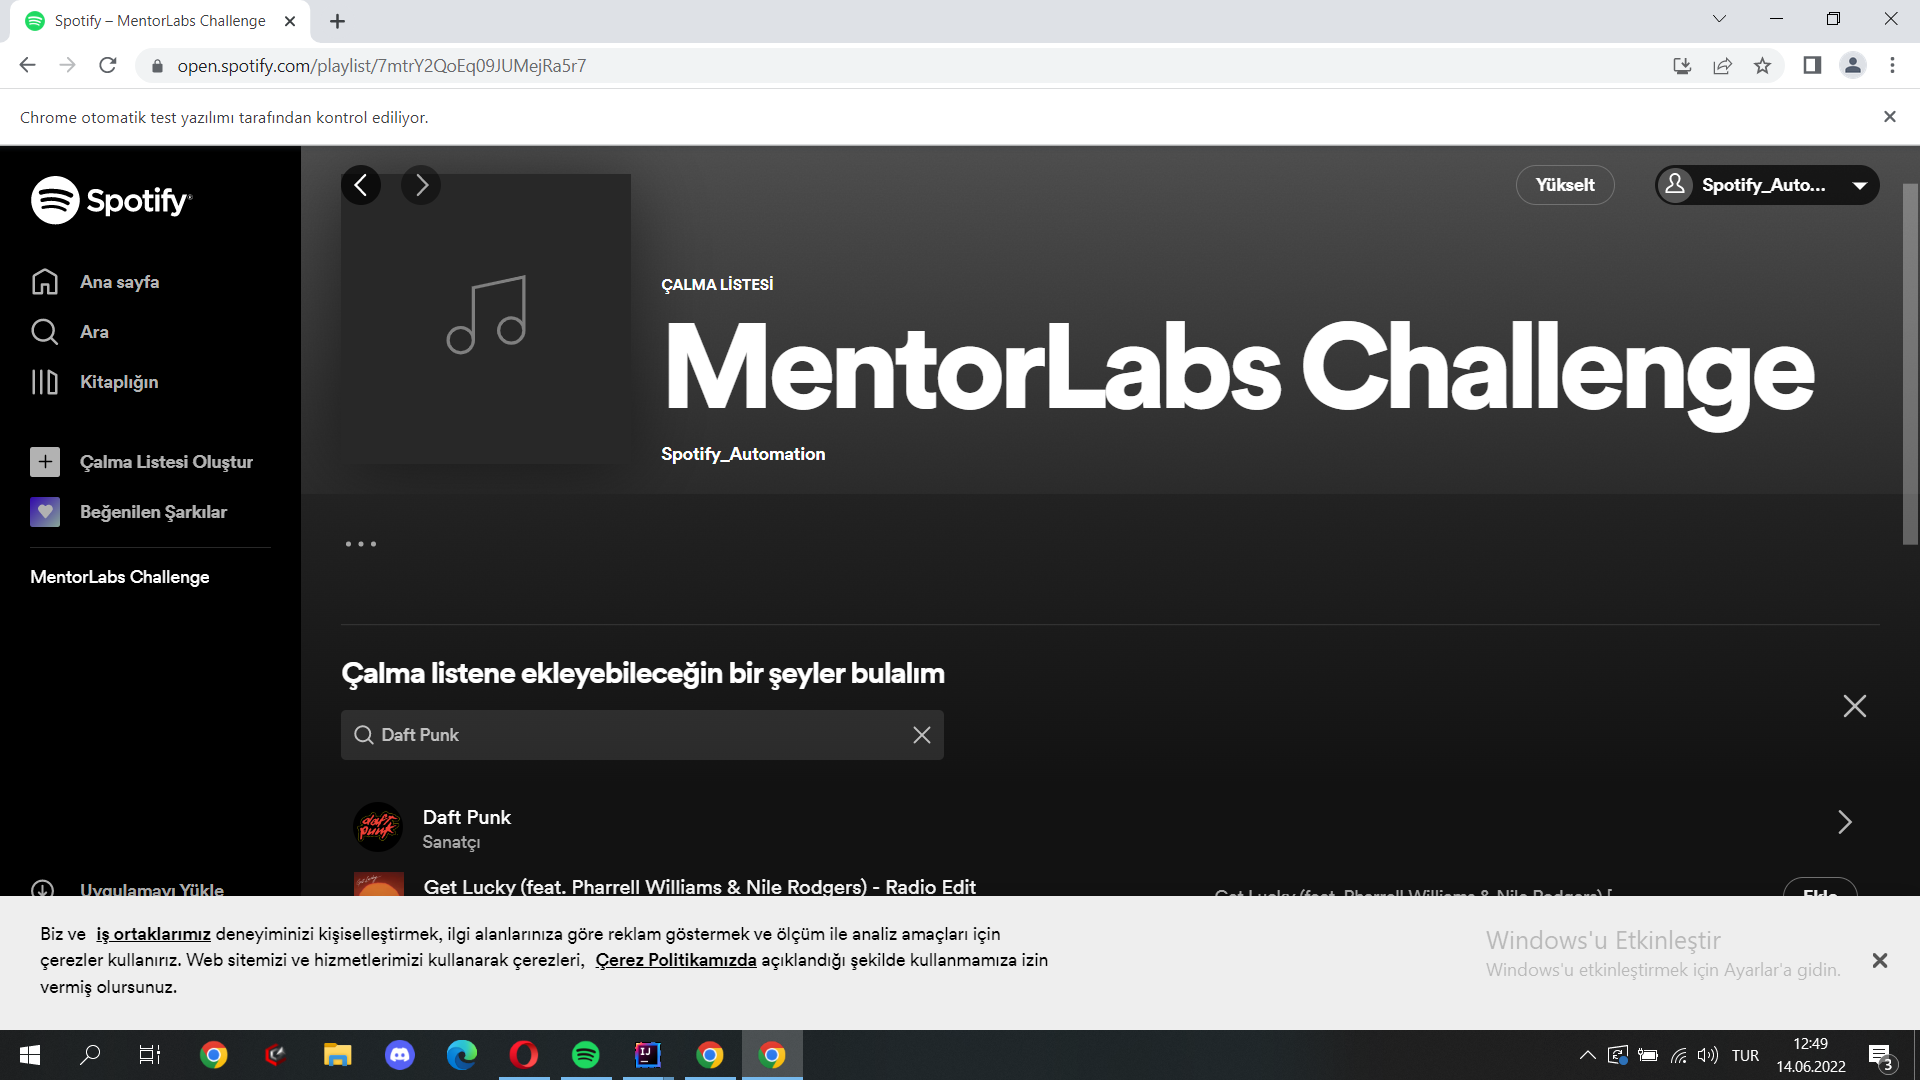 Spotify – MentorLabs Challenge
open.spotify.com/playlist/7mtrY2QoEq09JUMejRa5r7
Chrome otomatik test yazılımı tarafından kontrol ediliyor.
Spotify
Yükselt
Spotify_Auto...
Ana sayfa
Ara
Kitaplığın
Çalma Listesi Oluştur
Beğenilen Şarkılar
MentorLabs Challenge
Uygulamayı Yükle
ÇALMA LİSTESİ
MentorLabs Challenge
Spotify_Automation
Çalma listene ekleyebileceğin bir şeyler bulalım
Daft Punk
daft punk
Daft Punk
Sanatçı
Get Lucky (feat. Pharrell Williams & Nile Rodgers) - Radio Edit
Get Lucky (feat. Pharrell Williams & Nile Rodgers) [
Ekle
Biz ve iş ortaklarımız deneyiminizi kişiselleştirmek, ilgi alanlarınıza göre reklam göstermek ve ölçüm ile analiz amaçları için
çerezler kullanırız. Web sitemizi ve hizmetlerimizi kullanarak çerezleri, Çerez Politikamızda açıklandığı şekilde kullanmamıza izin
vermiş olursunuz.
Windows'u Etkinleştir
Windows'u etkinleştirmek için Ayarlar'a gidin.
IJ
TUR
12:49
14.06.2022
3